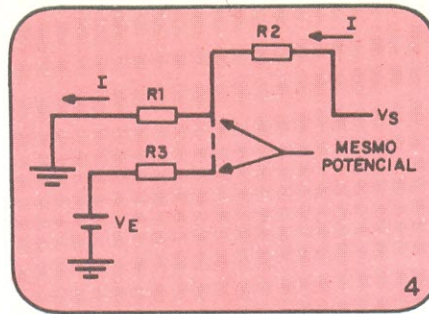 I
R2
I
R1
VS
R3
MESMO
POTENCIAL
VE
4